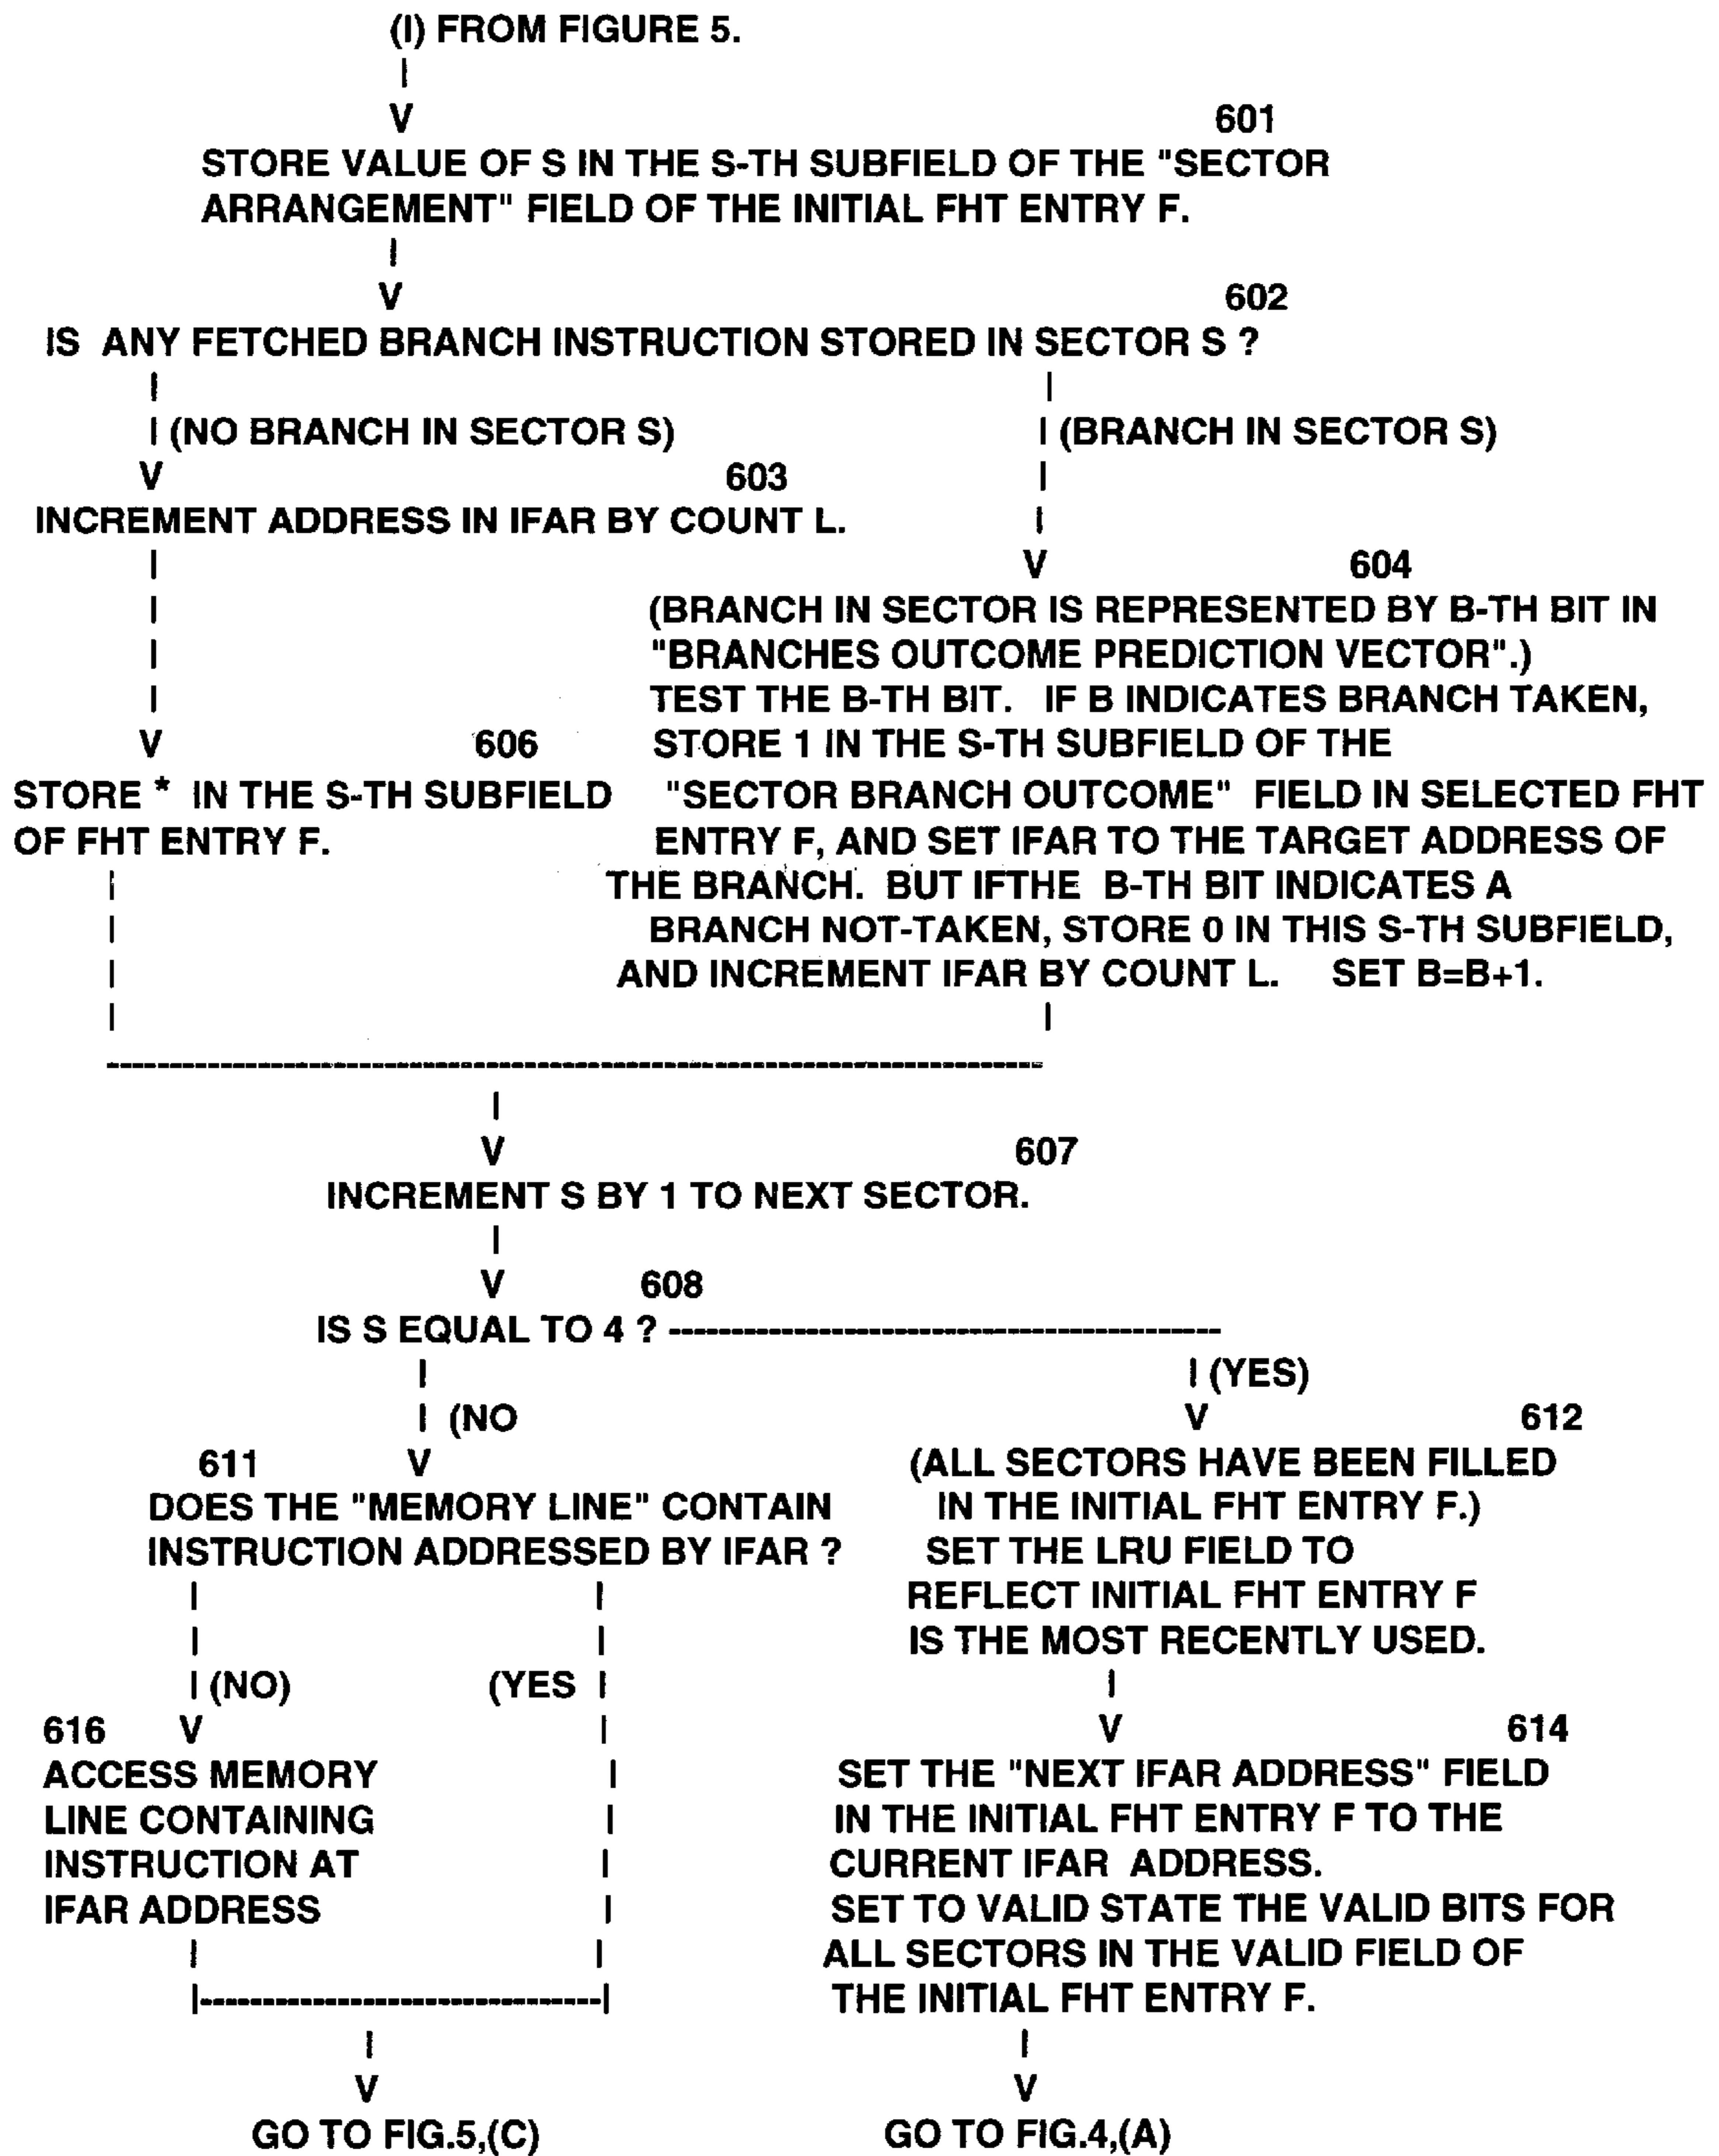 (I) FROM FIGURE 5.
601
STORE VALUE OF S IN THE S-TH SUBFIELD OF THE "SECTOR
ARRANGEMENT" FIELD OF THE INITIAL FHT ENTRY F.
602
IS ANY FETCHED BRANCH INSTRUCTION STORED IN SECTOR S ?
(NO BRANCH IN SECTOR S)
(BRANCH IN SECTOR S)
603
INCREMENT ADDRESS IN IFAR BY COUNT L.
604
(BRANCH IN SECTOR IS REPRESENTED BY B-TH BIT IN
"BRANCHES OUTCOME PREDICTION VECTOR".)
TEST THE B-TH BIT. IF B INDICATES BRANCH TAKEN,
STORE 1 IN THE S-TH SUBFIELD OF THE
"SECTOR BRANCH OUTCOME" FIELD IN SELECTED FHT
ENTRY F, AND SET IFAR TO THE TARGET ADDRESS OF
THE BRANCH. BUT IFTHE B-TH BIT INDICATES A
BRANCH NOT-TAKEN, STORE 0 IN THIS S-TH SUBFIELD,
AND INCREMENT IFAR BY COUNT L. SET B=B+1.
606
STORE * IN THE S-TH SUBFIELD
OF FHT ENTRY F.
607
INCREMENT S BY 1 TO NEXT SECTOR.
608
IS S EQUAL TO 4 ?
(NO
(YES)
611
DOES THE "MEMORY LINE" CONTAIN
INSTRUCTION ADDRESSED BY IFAR ?
(NO)
(YES
616
ACCESS MEMORY
LINE CONTAINING
INSTRUCTION AT
IFAR ADDRESS
GO TO FIG.5,(C)
612
(ALL SECTORS HAVE BEEN FILLED
IN THE INITIAL FHT ENTRY F.)
SET THE LRU FIELD TO
REFLECT INITIAL FHT ENTRY F
IS THE MOST RECENTLY USED.
614
SET THE "NEXT IFAR ADDRESS" FIELD
IN THE INITIAL FHT ENTRY F TO THE
CURRENT IFAR ADDRESS.
SET TO VALID STATE THE VALID BITS FOR
ALL SECTORS IN THE VALID FIELD OF
THE INITIAL FHT ENTRY F.
GO TO FIG.4,(A)